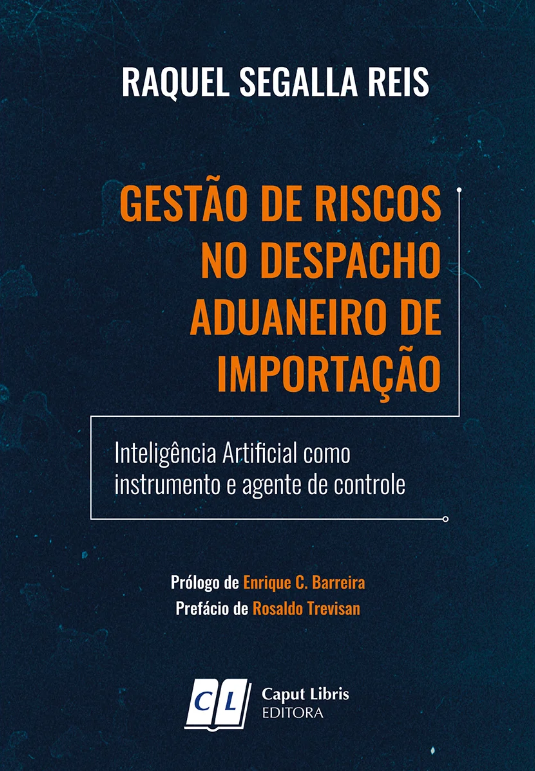 RAQUEL SEGALLA REIS
GESTÃO DE RISCOS
NO DESPACHO
ADUANEIRO DE
IMPORTAÇÃO
Inteligência Artificial como
instrumento e agente de controle
Prólogo de Enrique C. Barreira
Prefácio de Rosaldo Trevisan
CL
Caput Libris
EDITORA